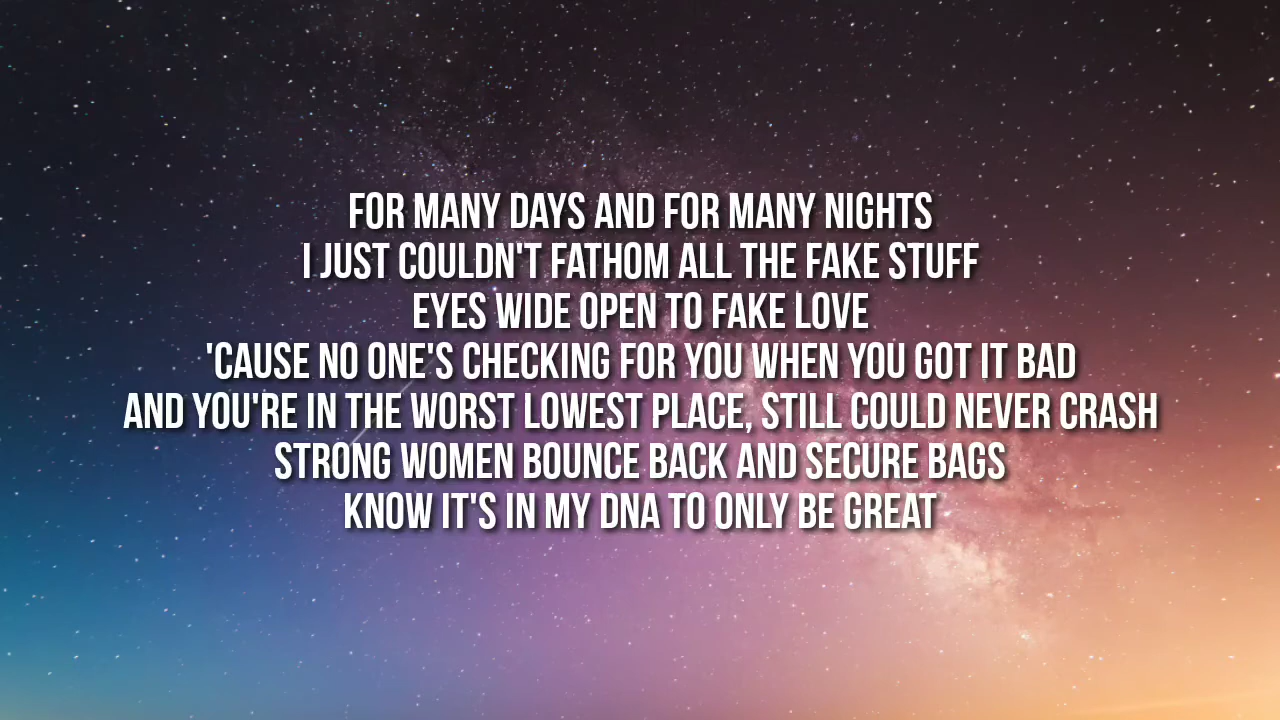 FOR MANY DAYS AND FOR MANY NIGHTS
I JUST COULDN'T FATHOM ALL THE FAKE STUFF
EYES WIDE OPEN TO FAKE LOVE
'CAUSE NO ONE'S CHECKING FOR YOU WHEN YOU GOT IT BAD
AND YOU'RE IN THE WORST LOWEST PLACE, STILL COULD NEVER CRASH
STRONG WOMEN BOUNCE BACK AND SECURE BAGS
KNOW IT'S IN MY DNA TO ONLY BE GREAT